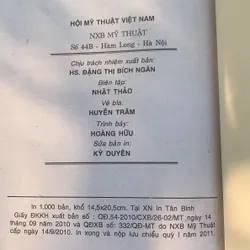 HỘI MỸ THUẬT VIỆT NAM
NXB MỸ THUẬT
Số 44B - Hàm Long - Hà Nội
Chịu trách nhiệm xuất bản:
HS. ĐẶNG THỊ BÍCH NGÂN
Biên tập:
NHẬT THẢO
Vẽ bìa:
HUYỀN TRÂM
Trình bày:
HOÀNG HỮU
Sửa bản in:
KỲ DUYÊN
In 1.000 bản, khổ 14,5x20,5cm. Tại XN In Tân Bình
Giấy ĐKKH xuất bản số : QĐ.54-2010/CXB/26-02/MT ngày 14
tháng 09 năm 2010 và QĐXB số: 332/QĐ-MT do NXB Mỹ Thuật
cấp ngày 14/9/2010. In xong và nộp lưu chiểu quý I năm 2011.